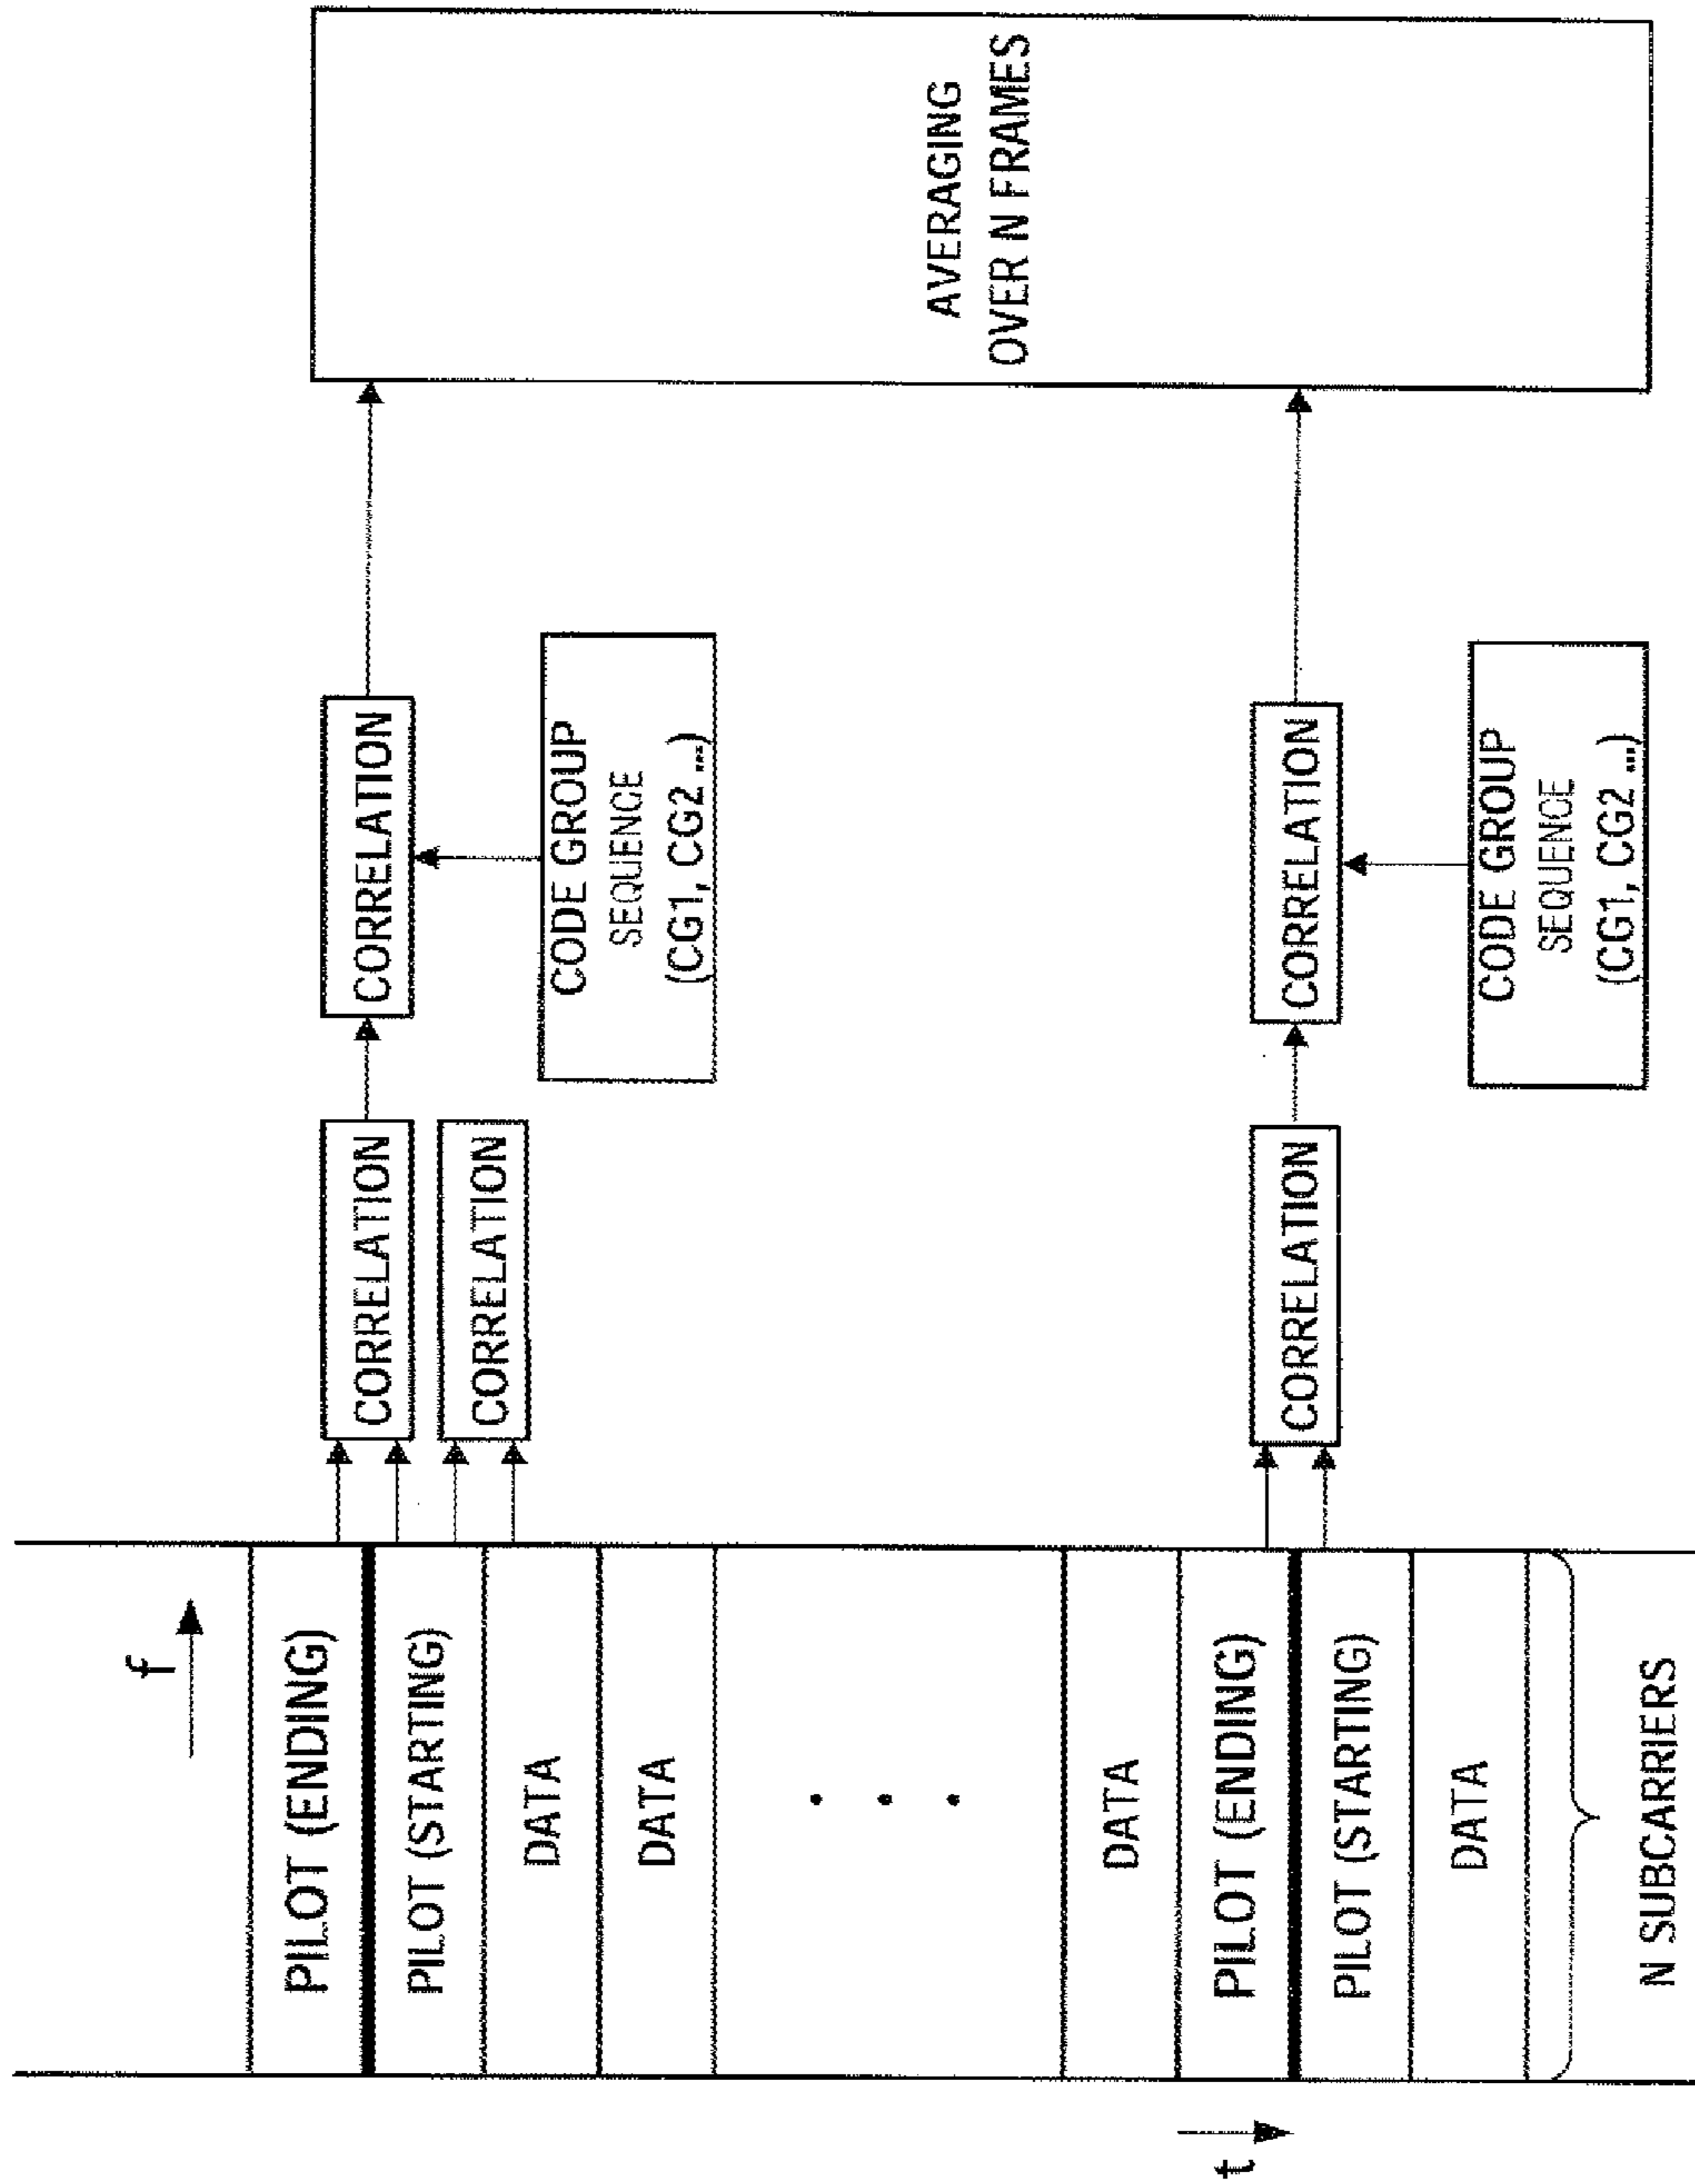 f
t
PILOT (ENDING)
PILOT (STARTING)
DATA
DATA
DATA
PILOT (ENDING)
PILOT (STARTING)
DATA
N SUBCARRIERS
CORRELATION
CORRELATION
CORRELATION
CORRELATION
CODE GROUP
SEQUENCE
(CG1, CG2 ...)
CORRELATION
CODE GROUP
SEQUENCE
(CG1, CG2 ...)
AVERAGING
OVER N FRAMES